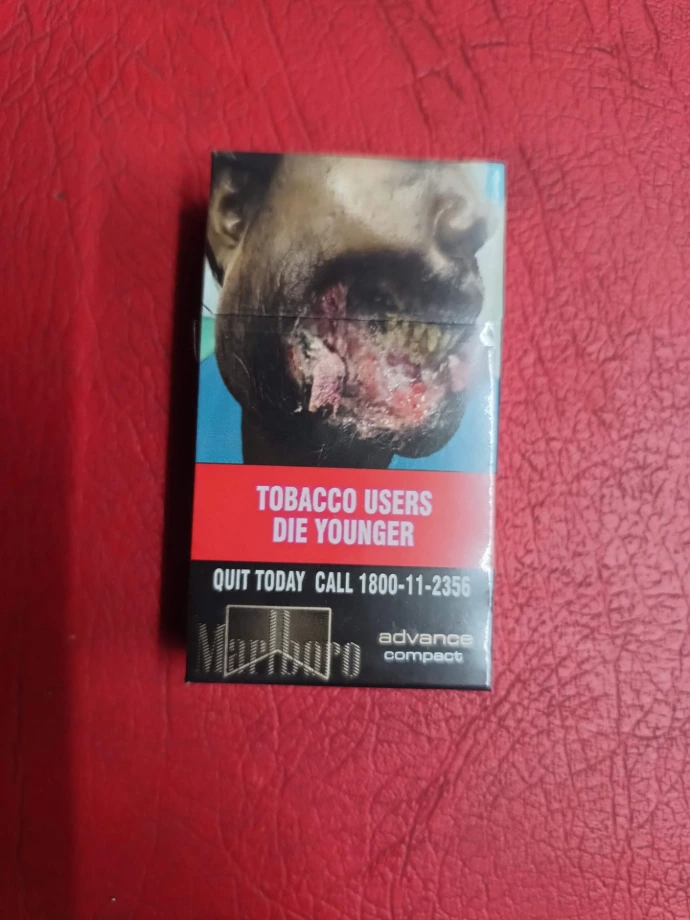 TOBACCO USERS
DIE YOUNGER
QUIT TODAY CALL 1800-11-2356
Marlboro
advance
compact